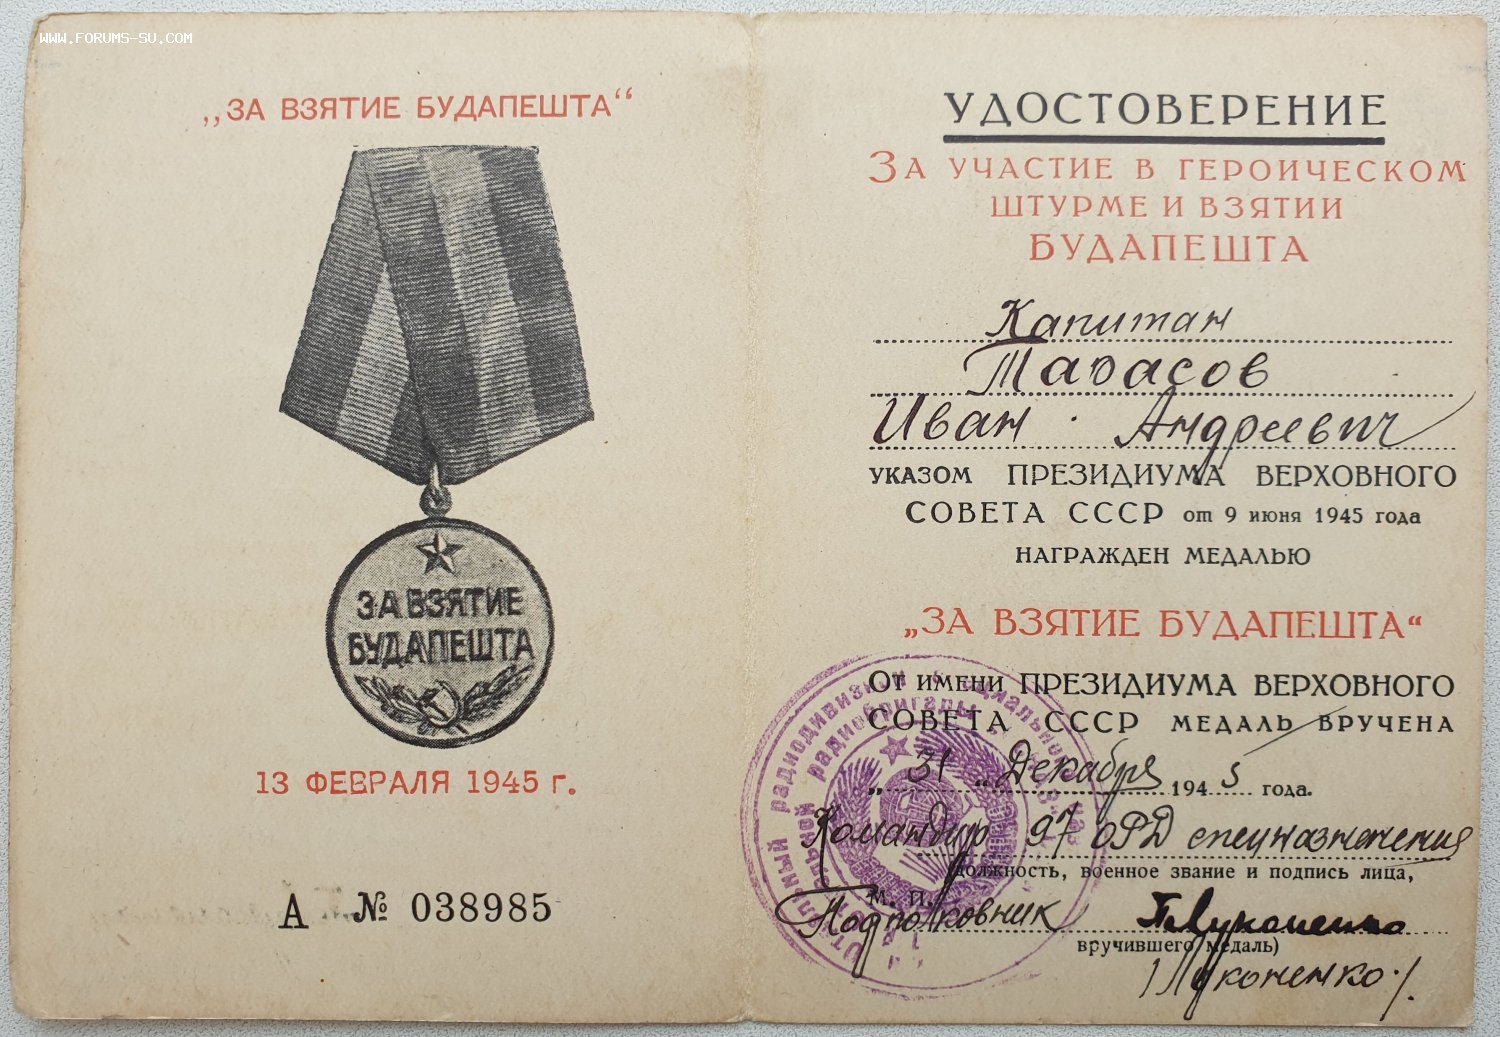 WWW.FORUMS-SU.COM
„ЗА ВЗЯТИЕ БУДАПЕШТА“
ЗА ВЗЯТИЕ
БУДАПЕШТА
13 ФЕВРАЛЯ 1945 г.
А № 038985
УДОСТОВЕРЕНИЕ
ЗА УЧАСТИЕ В ГЕРОИЧЕСКОМ
ШТУРМЕ И ВЗЯТИИ
БУДАПЕШТА
Капитан
Иван Андреевич
УКАЗОМ ПРЕЗИДИУМА ВЕРХОВНОГО
СОВЕТА СССР от 9 июня 1945 года
НАГРАЖДЕН МЕДАЛЬЮ
„ЗА ВЗЯТИЕ БУДАПЕШТА“
От имени ПРЕЗИДИУМА ВЕРХОВНОГО
СОВЕТА СССР МЕДАЛЬ ВРУЧЕНА
„31„ Декабря 1945 года.
Командир 97 ОРД спецназначения
должность, военное звание и подпись лица,
М. П.
Подполковник
вручившего медаль)
/Луконенко/.
радиодивизион
радиобригады